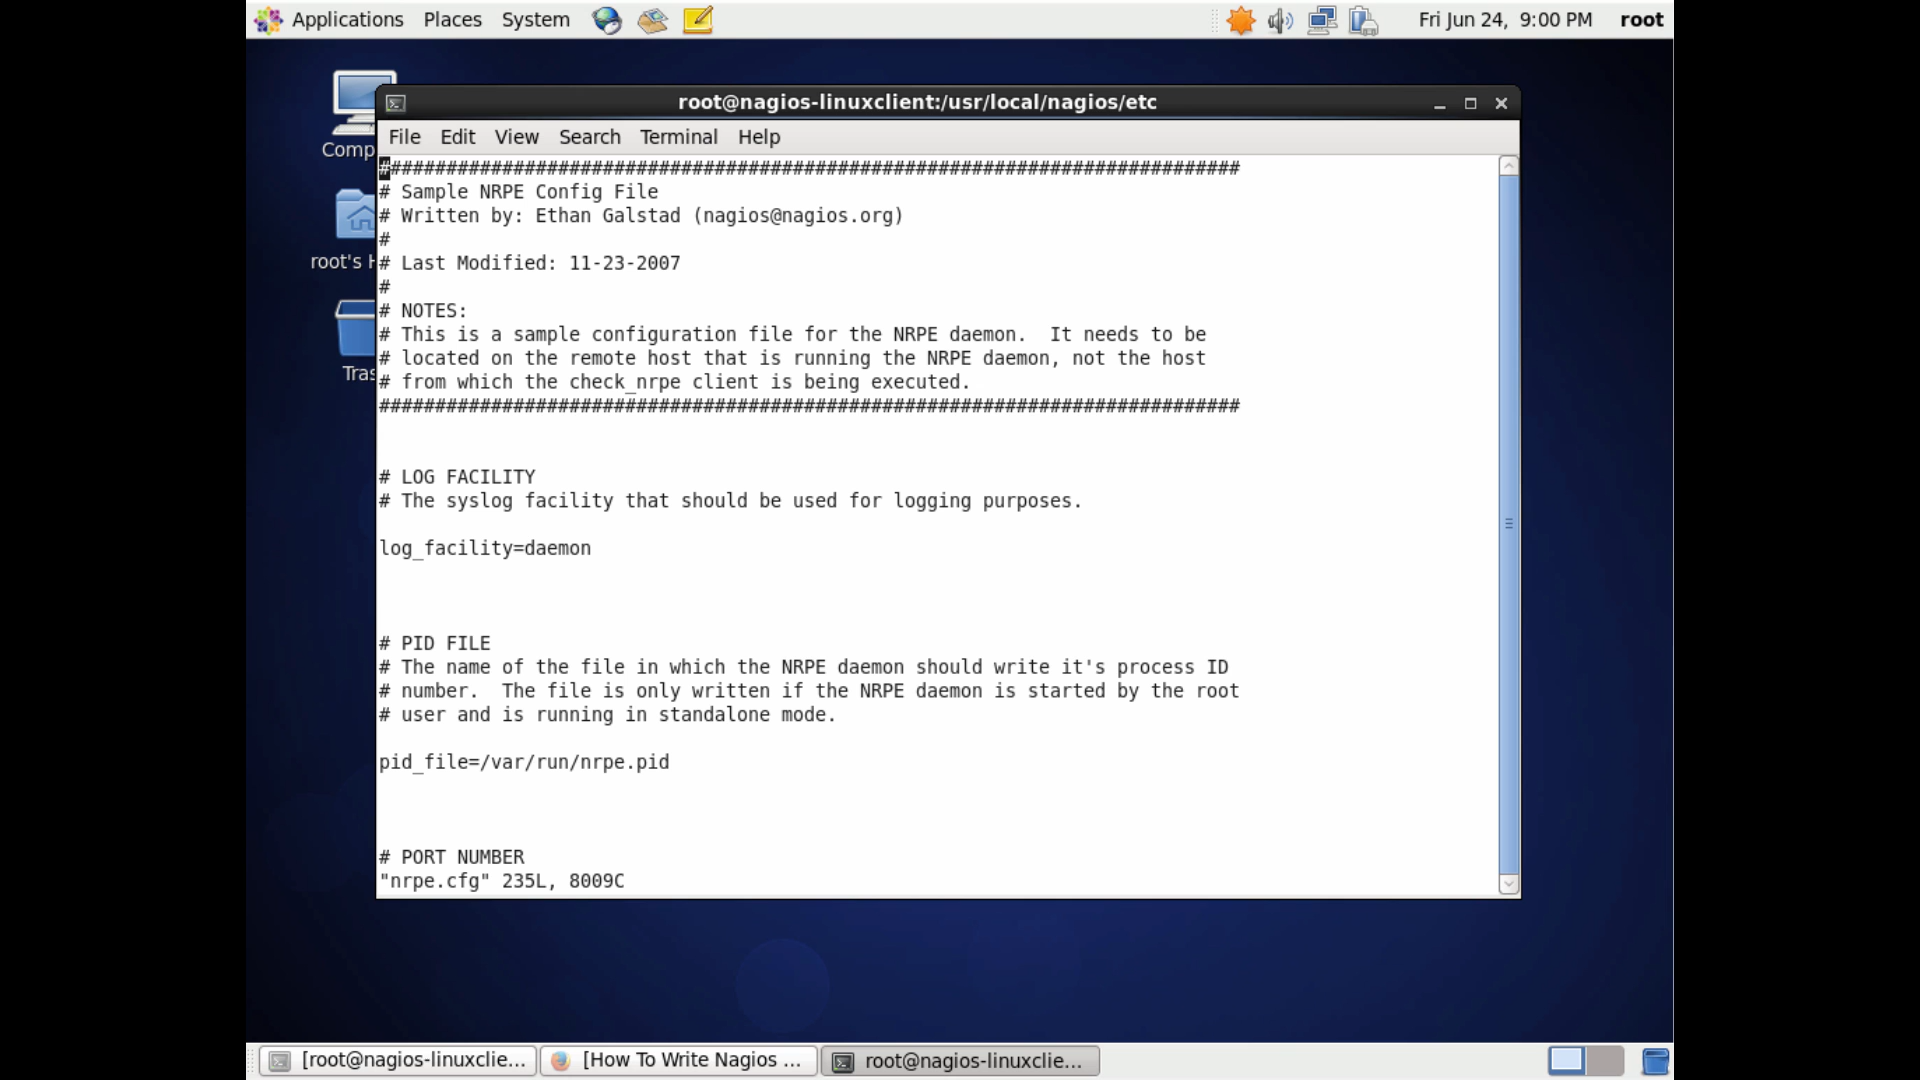 Applications Places System Fri Jun 24, 9:00 PM root
root@nagios-linuxclient:/usr/local/nagios/etc
File Edit View Search Terminal Help
Comp
root's H
Tras
#############################################################################
# Sample NRPE Config File
# Written by: Ethan Galstad (nagios@nagios.org)
#
# Last Modified: 11-23-2007
#
# NOTES:
# This is a sample configuration file for the NRPE daemon.  It needs to be
# located on the remote host that is running the NRPE daemon, not the host
# from which the check_nrpe client is being executed.
#############################################################################
# LOG FACILITY
# The syslog facility that should be used for logging purposes.
log_facility=daemon
# PID FILE
# The name of the file in which the NRPE daemon should write it's process ID
# number.  The file is only written if the NRPE daemon is started by the root
# user and is running in standalone mode.
pid_file=/var/run/nrpe.pid
# PORT NUMBER
"nrpe.cfg" 235L, 8009C
[root@nagios-linuxclie... [How To Write Nagios ... root@nagios-linuxclie...